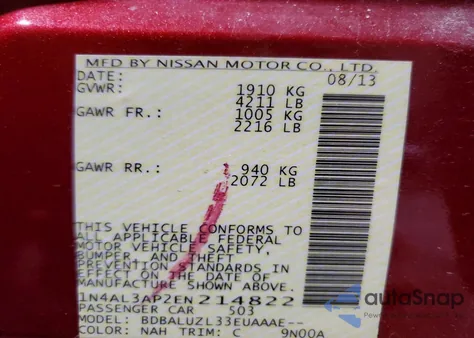 MFD BY NISSAN MOTOR CO., LTD.
DATE: 08/13
GVWR: 1910 KG
4211 LB
GAWR FR.: 1005 KG
2216 LB
GAWR RR.: 940 KG
2072 LB
THIS VEHICLE CONFORMS TO
ALL APPLICABLE FEDERAL
MOTOR VEHICLE SAFETY,
BUMPER, AND THEFT
PREVENTION STANDARDS IN
EFFECT ON THE DATE OF
MANUFACTURE SHOWN ABOVE.
1N4AL3AP2EN214822
PASSENGER CAR 503
MODEL: BDBALUZL33EUAAAE--
COLOR: NAH TRIM: C 9N00A
autoSnap